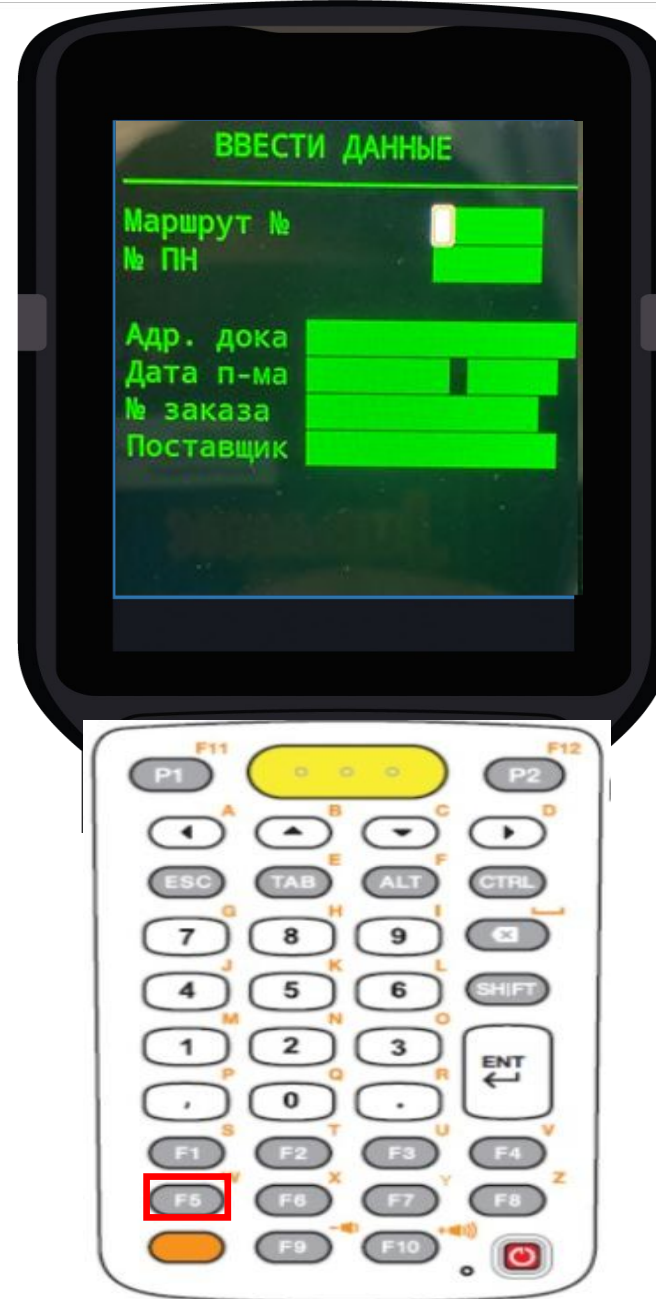 ВВЕСТИ ДАННЫЕ
Маршрут №
№ ПН
Адр. дока
Дата п-ма
№ заказа
Поставщик
F11 F12
P1 P2
A B C D
E F
ESC TAB ALT CTRL
G H I
7 8 9
J K L
4 5 6 SHIFT
M N O
1 2 3 ENT
P Q R
, 0 .
S T U V
F1 F2 F3 F4
W X Y Z
F5 F6 F7 F8
- +
F9 F10